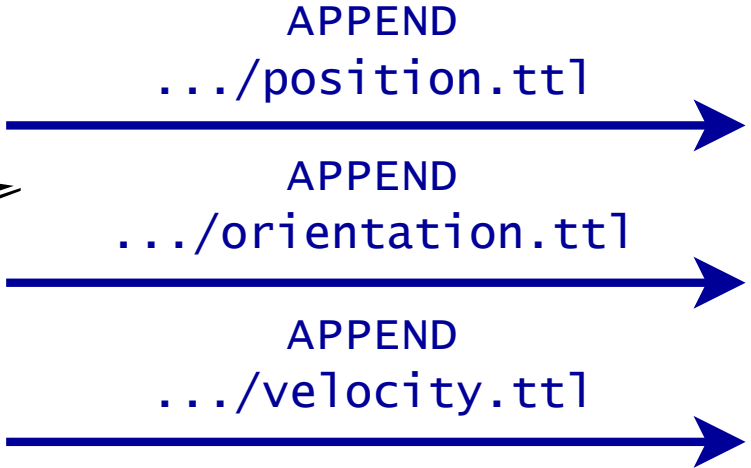 APPEND
.../position.ttl
APPEND
.../orientation.ttl
APPEND
.../velocity.ttl